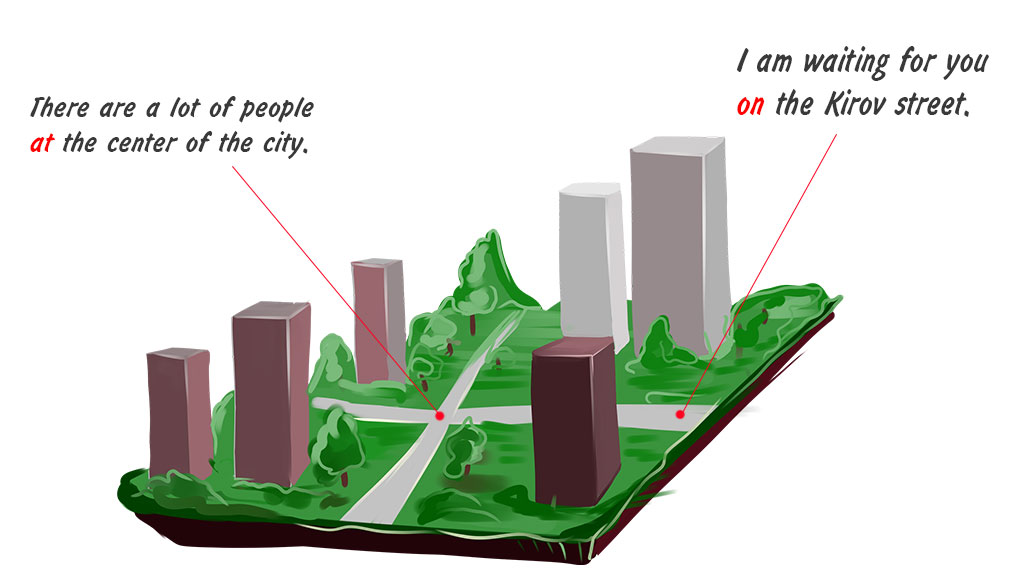 There are a lot of people
at the center of the city.
I am waiting for you
on the Kirov street.